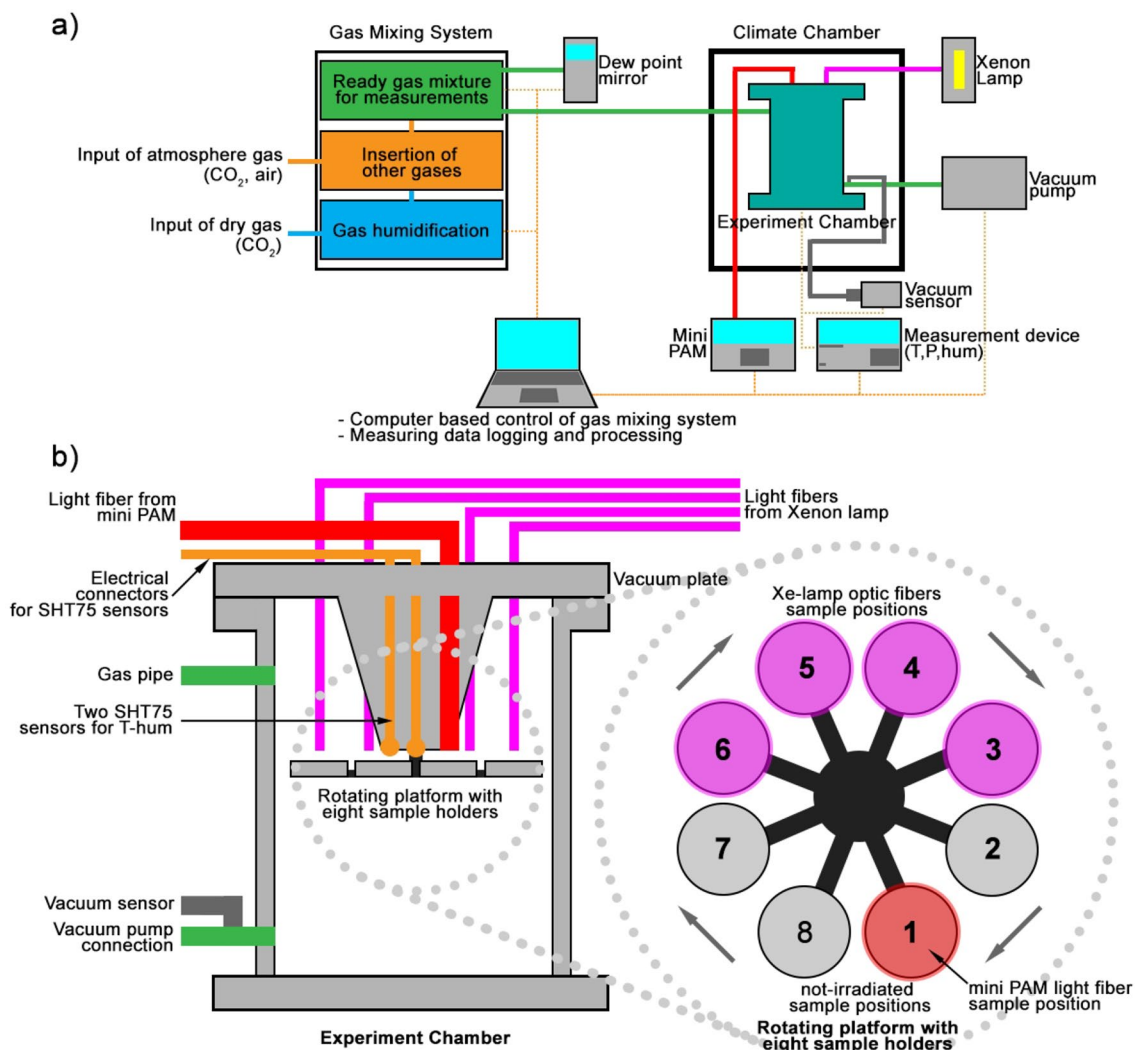 a)
Gas Mixing System
Ready gas mixture
for measurements
Insertion of
other gases
Gas humidification
Input of atmosphere gas
(CO₂, air)
Input of dry gas
(CO₂)
Dew point
mirror
Climate Chamber
Experiment Chamber
Xenon
Lamp
Vacuum
pump
Vacuum
sensor
Mini
PAM
Measurement device
(T,P,hum)
- Computer based control of gas mixing system
- Measuring data logging and processing
b)
Light fiber from
mini PAM
Electrical
connectors
for SHT75 sensors
Gas pipe
Two SHT75
sensors for T-hum
Vacuum sensor
Vacuum pump
connection
Light fibers
from Xenon lamp
Vacuum plate
Rotating platform with
eight sample holders
Experiment Chamber
Xe-lamp optic fibers
sample positions
5
4
6
3
7
2
8
1
not-irradiated
sample positions
mini PAM light fiber
sample position
Rotating platform with
eight sample holders